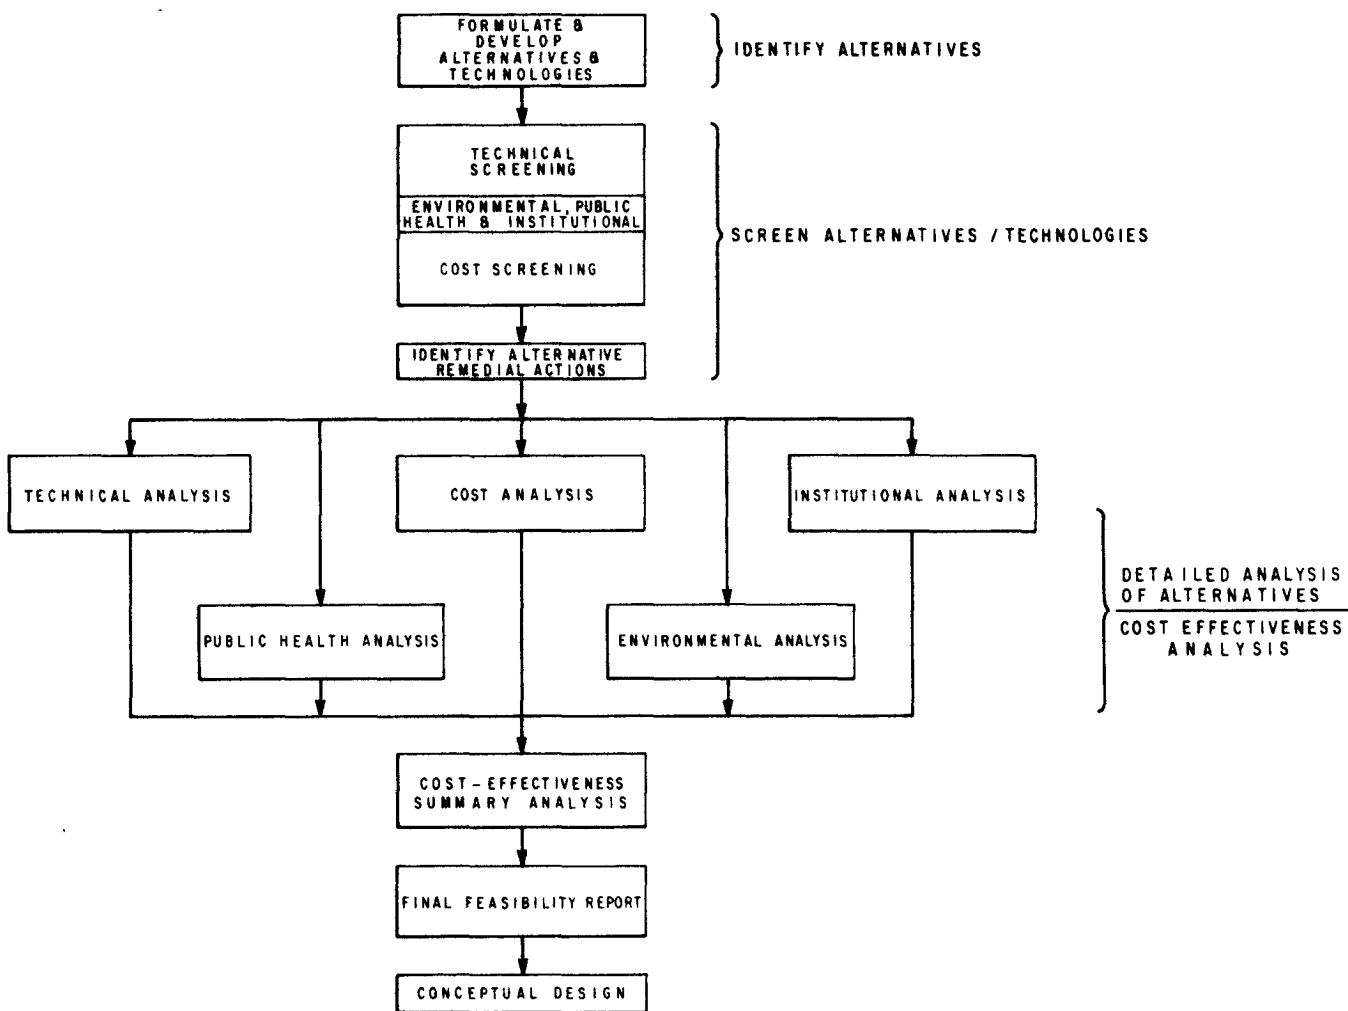 FORMULATE &
DEVELOP
ALTERNATIVES &
TECHNOLOGIES
IDENTIFY ALTERNATIVES
TECHNICAL
SCREENING
ENVIRONMENTAL, PUBLIC
HEALTH & INSTITUTIONAL
COST SCREENING
SCREEN ALTERNATIVES / TECHNOLOGIES
IDENTIFY ALTERNATIVE
REMEDIAL ACTIONS
TECHNICAL ANALYSIS
COST ANALYSIS
INSTITUTIONAL ANALYSIS
PUBLIC HEALTH ANALYSIS
ENVIRONMENTAL ANALYSIS
DETAILED ANALYSIS
OF ALTERNATIVES
COST EFFECTIVENESS
ANALYSIS
COST-EFFECTIVENESS
SUMMARY ANALYSIS
FINAL FEASIBILITY REPORT
CONCEPTUAL DESIGN